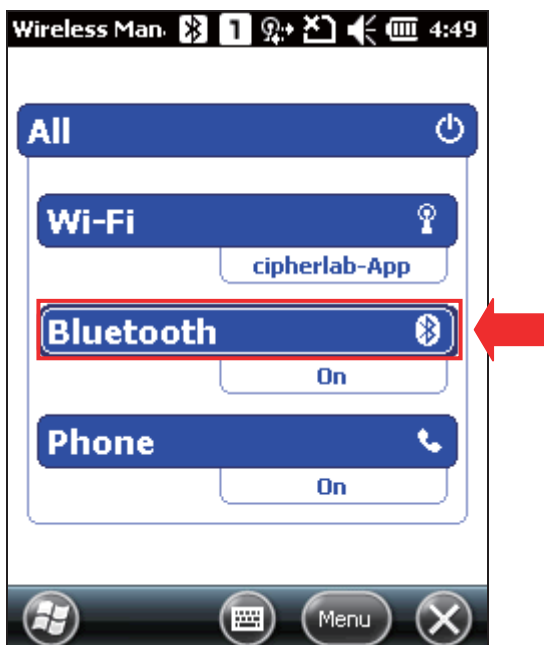 Wireless Man 1 4:49
All
Wi-Fi
cipherlab-App
Bluetooth
On
Phone
On
Menu